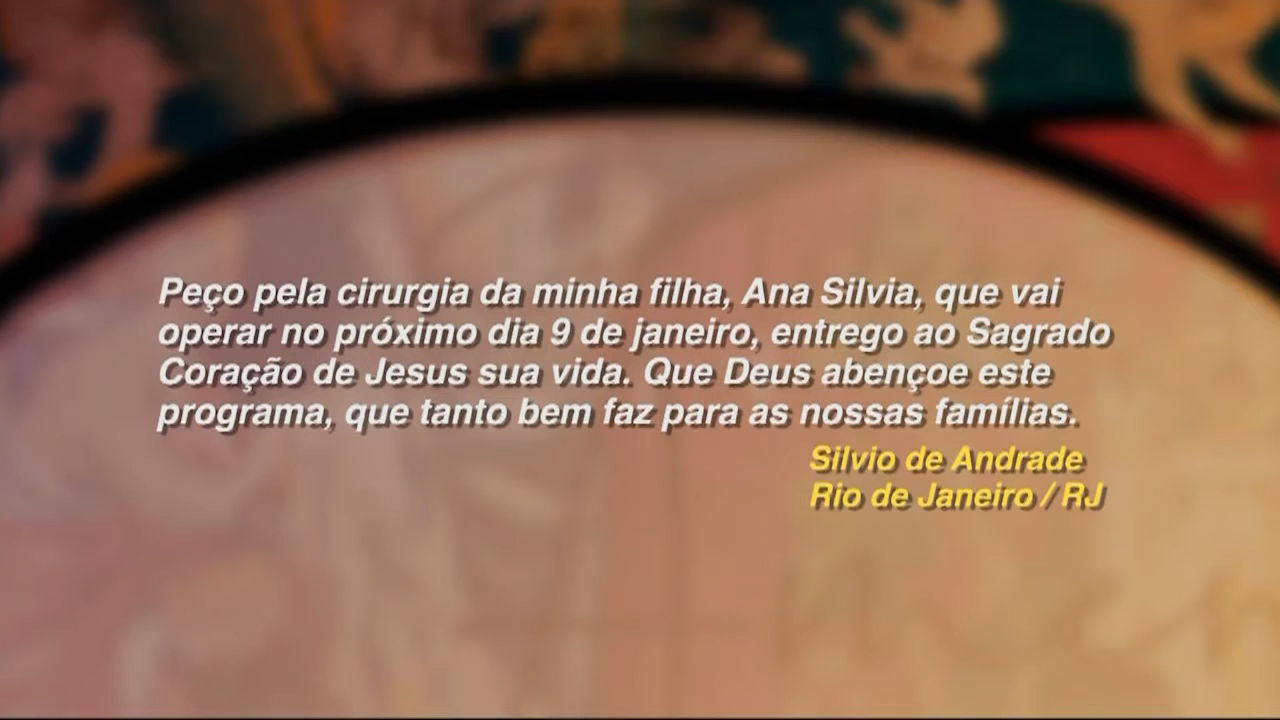 Peço pela cirurgia da minha filha, Ana Silvia, que vai
operar no próximo dia 9 de janeiro, entrego ao Sagrado
Coração de Jesus sua vida. Que Deus abençoe este
programa, que tanto bem faz para as nossas famílias.
Silvio de Andrade
Rio de Janeiro / RJ